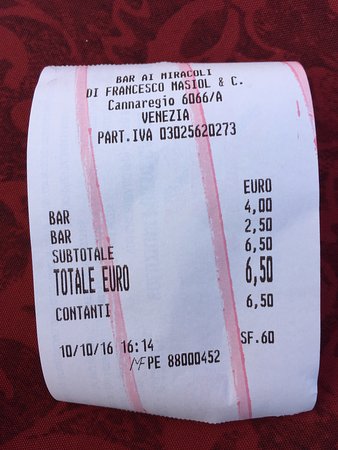 BAR AI MIRACOLI
DI FRANCESCO MASIOL & C.
Cannaregio 6066/A
VENEZIA
PART.IVA 03025620273
EURO
BAR 4,00
BAR 2,50
SUBTOTALE 6,50
TOTALE EURO 6,50
CONTANTI 6,50
10/10/16 16:14 SF.60
MF PE 88000452